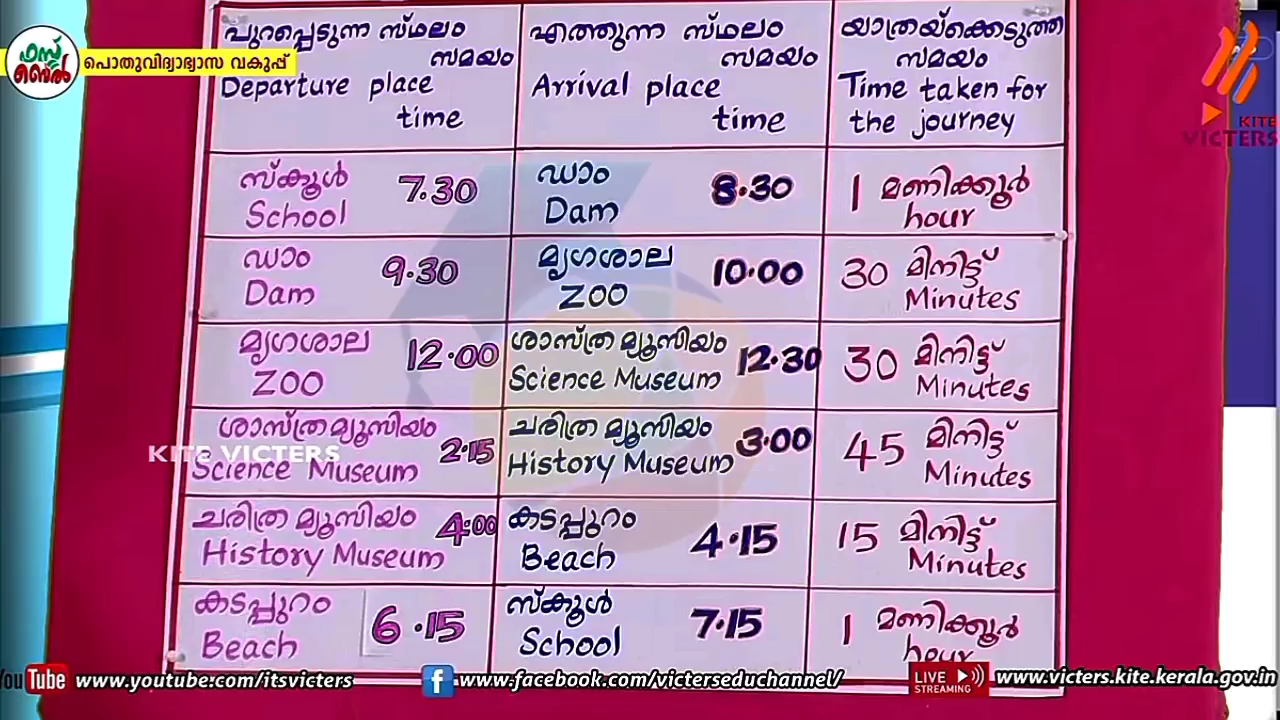 ഫസ്റ്റ് ബെൽ
പൊതുവിദ്യാഭ്യാസ വകുപ്പ്
KITE VICTERS
പുറപ്പെടുന്ന സ്ഥലം സമയം
Departure place time
എത്തുന്ന സ്ഥലം സമയം
Arrival place time
യാത്രയ്ക്കെടുത്ത സമയം
Time taken for the journey
സ്കൂൾ School 7.30
ഡാം Dam 8.30
1 മണിക്കൂർ hour
ഡാം Dam 9.30
മൃഗശാല ZOO 10.00
30 മിനിട്ട് Minutes
മൃഗശാല ZOO 12.00
ശാസ്ത്ര മ്യൂസിയം Science Museum 12.30
30 മിനിട്ട് Minutes
ശാസ്ത്രമ്യൂസിയം Science Museum 2.15
ചരിത്ര മ്യൂസിയം History Museum 3.00
45 മിനിട്ട് Minutes
KITE VICTERS
ചരിത്ര മ്യൂസിയം History Museum 4:00
കടപ്പുറം Beach 4.15
15 മിനിട്ട് Minutes
കടപ്പുറം Beach 6.15
സ്കൂൾ School 7.15
1 മണിക്കൂർ hour
You Tube www.youtube.com/itsvicters
f www.facebook.com/victerseduchannel/
LIVE STREAMING www.victers.kite.kerala.gov.in